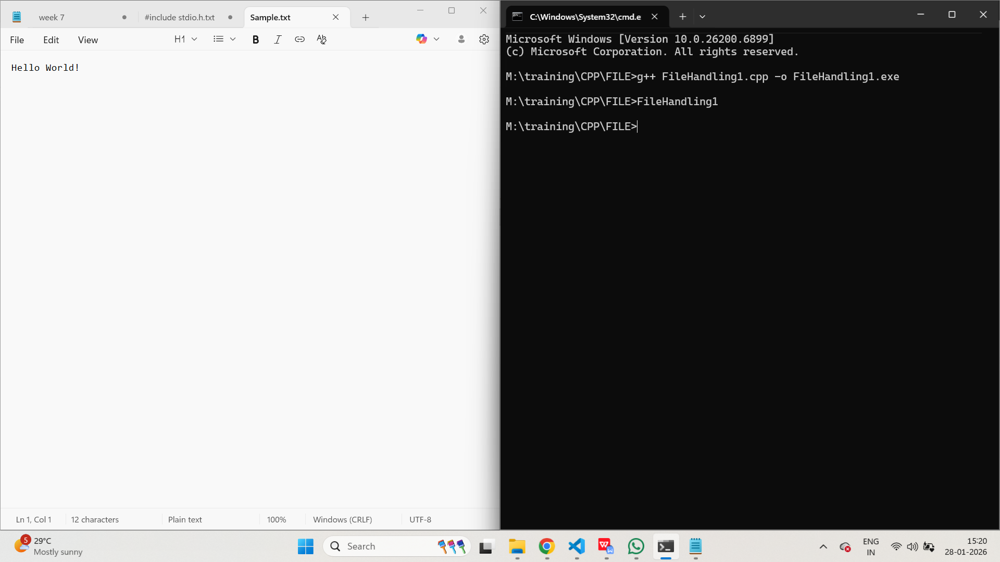 week 7
#include stdio.h.txt
Sample.txt
File Edit View
H1
B I
Hello World!
Ln 1, Col 1 12 characters Plain text 100% Windows (CRLF) UTF-8
C:\Windows\System32\cmd.e
Microsoft Windows [Version 10.0.26200.6899]
(c) Microsoft Corporation. All rights reserved.
M:\training\CPP\FILE>g++ FileHandling1.cpp -o FileHandling1.exe
M:\training\CPP\FILE>FileHandling1
M:\training\CPP\FILE>
5
29°C
Mostly sunny
Search
ENG
IN
15:20
28-01-2026